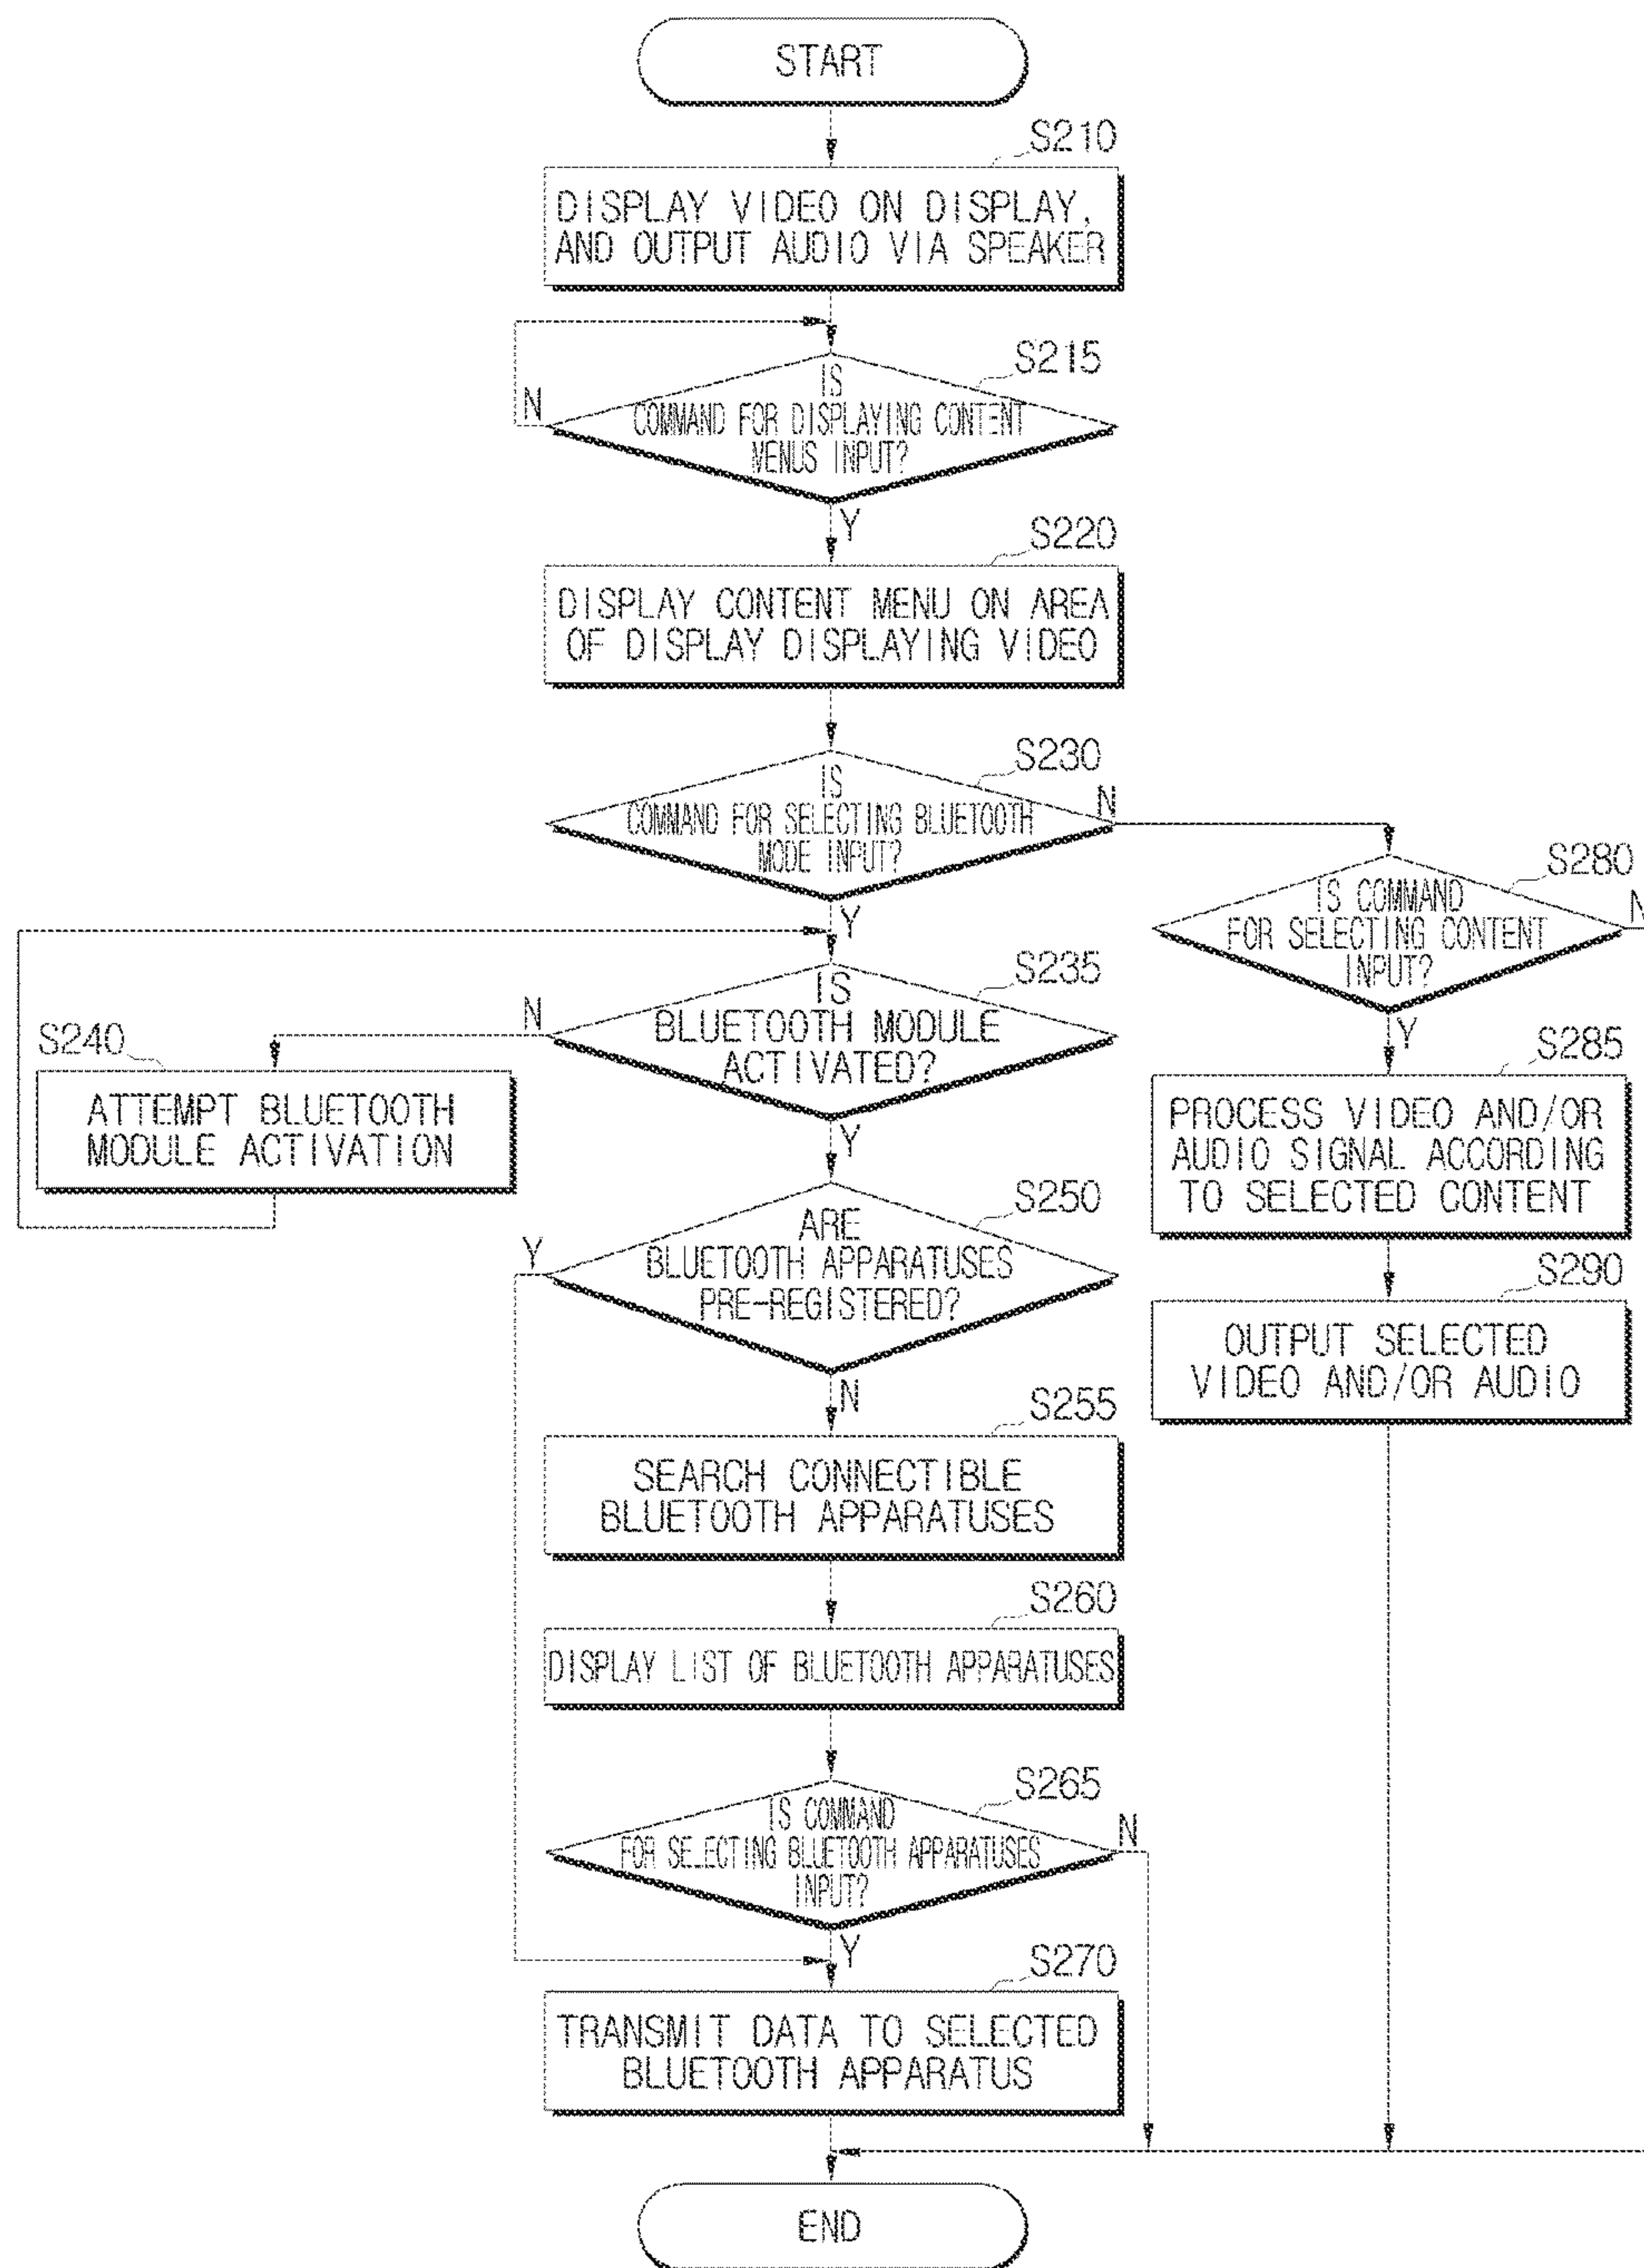 START
S210
DISPLAY VIDEO ON DISPLAY,
AND OUTPUT AUDIO VIA SPEAKER
S215
IS
COMMAND FOR DISPLAYING CONTENT
MENUS INPUT?
N
Y
S220
DISPLAY CONTENT MENU ON AREA
OF DISPLAY DISPLAYING VIDEO
S230
IS
COMMAND FOR SELECTING BLUETOOTH
MODE INPUT?
N
Y
S235
IS
BLUETOOTH MODULE
ACTIVATED?
N
Y
S240
ATTEMPT BLUETOOTH
MODULE ACTIVATION
S250
ARE
BLUETOOTH APPARATUSES
PRE-REGISTERED?
Y
N
S255
SEARCH CONNECTIBLE
BLUETOOTH APPARATUSES
S260
DISPLAY LIST OF BLUETOOTH APPARATUSES
S265
IS COMMAND
FOR SELECTING BLUETOOTH APPARATUSES
INPUT?
N
Y
S270
TRANSMIT DATA TO SELECTED
BLUETOOTH APPARATUS
S280
IS COMMAND
FOR SELECTING CONTENT
INPUT?
N
Y
S285
PROCESS VIDEO AND/OR
AUDIO SIGNAL ACCORDING
TO SELECTED CONTENT
S290
OUTPUT SELECTED
VIDEO AND/OR AUDIO
END